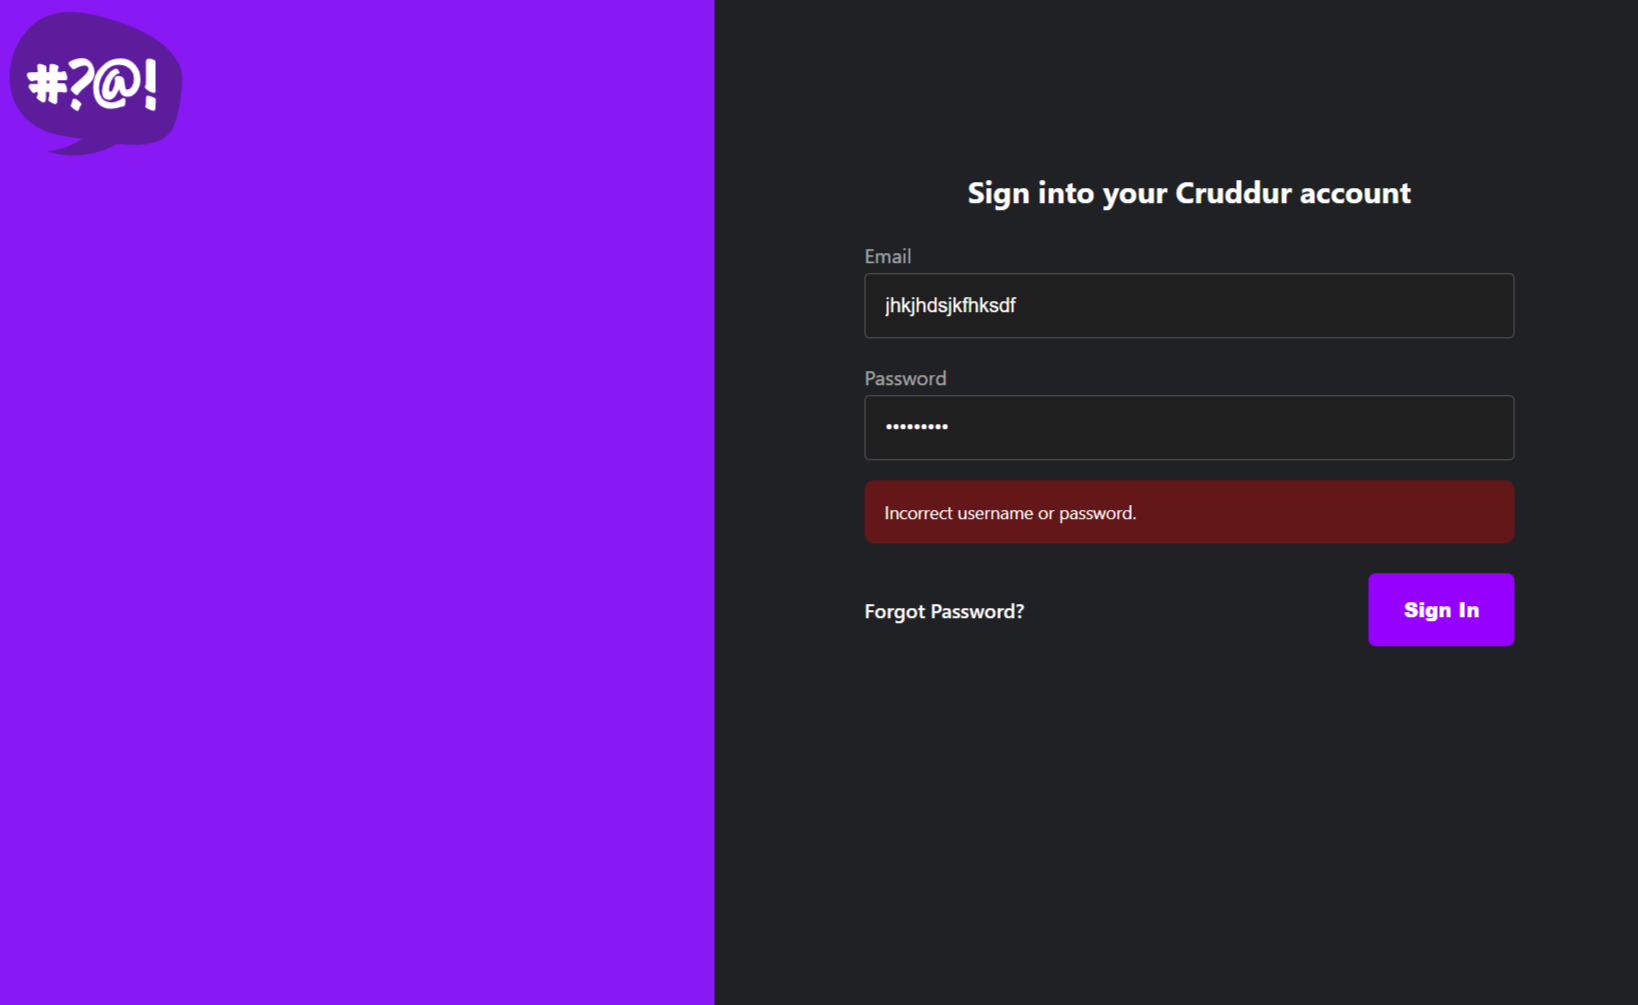 #?@!
Sign into your Cruddur account
Email
jhkjhdsjkfhksdf
Password
•••••••••
Incorrect username or password.
Forgot Password?
Sign In